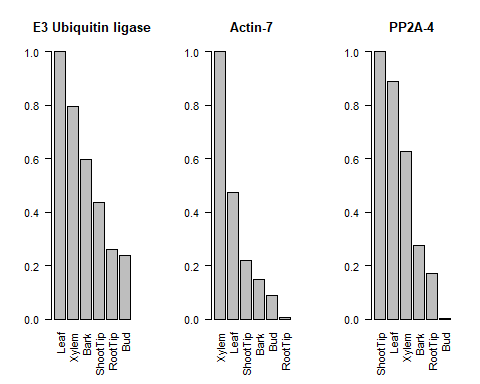 E3 Ubiquitin ligase
1.0
0.8
0.6
0.4
0.2
0.0
Leaf
Xylem
Bark
ShootTip
RootTip
Bud
Actin-7
1.0
0.8
0.6
0.4
0.2
0.0
Xylem
Leaf
ShootTip
Bark
Bud
RootTip
PP2A-4
1.0
0.8
0.6
0.4
0.2
0.0
ShootTip
Leaf
Xylem
Bark
RootTip
Bud